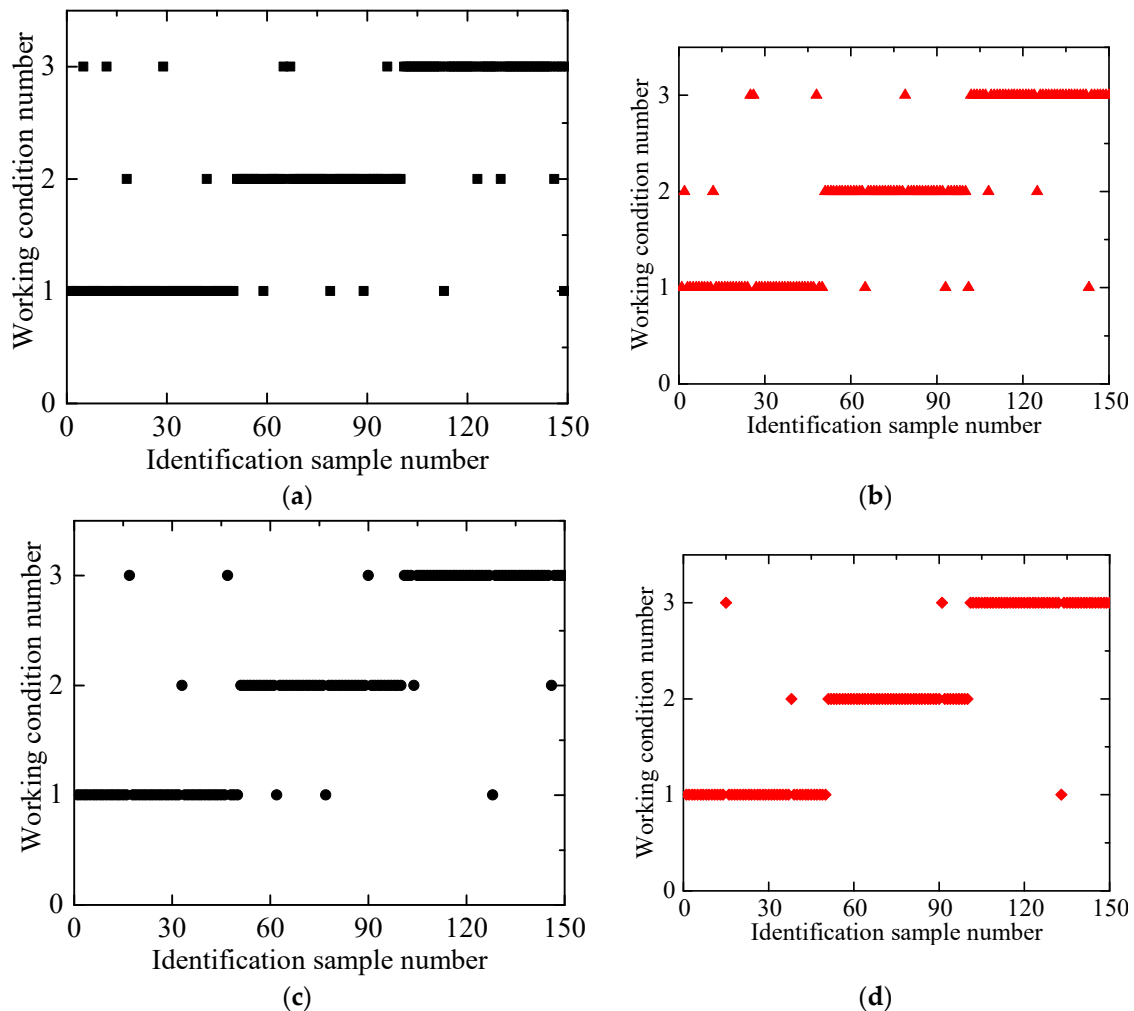 Working condition number
3
2
1
0
0 30 60 90 120 150
Identification sample number
(a)
Working condition number
3
2
1
0
0 30 60 90 120 150
Identification sample number
(b)
Working condition number
3
2
1
0
0 30 60 90 120 150
Identification sample number
(c)
Working condition number
3
2
1
0
0 30 60 90 120 150
Identification sample number
(d)